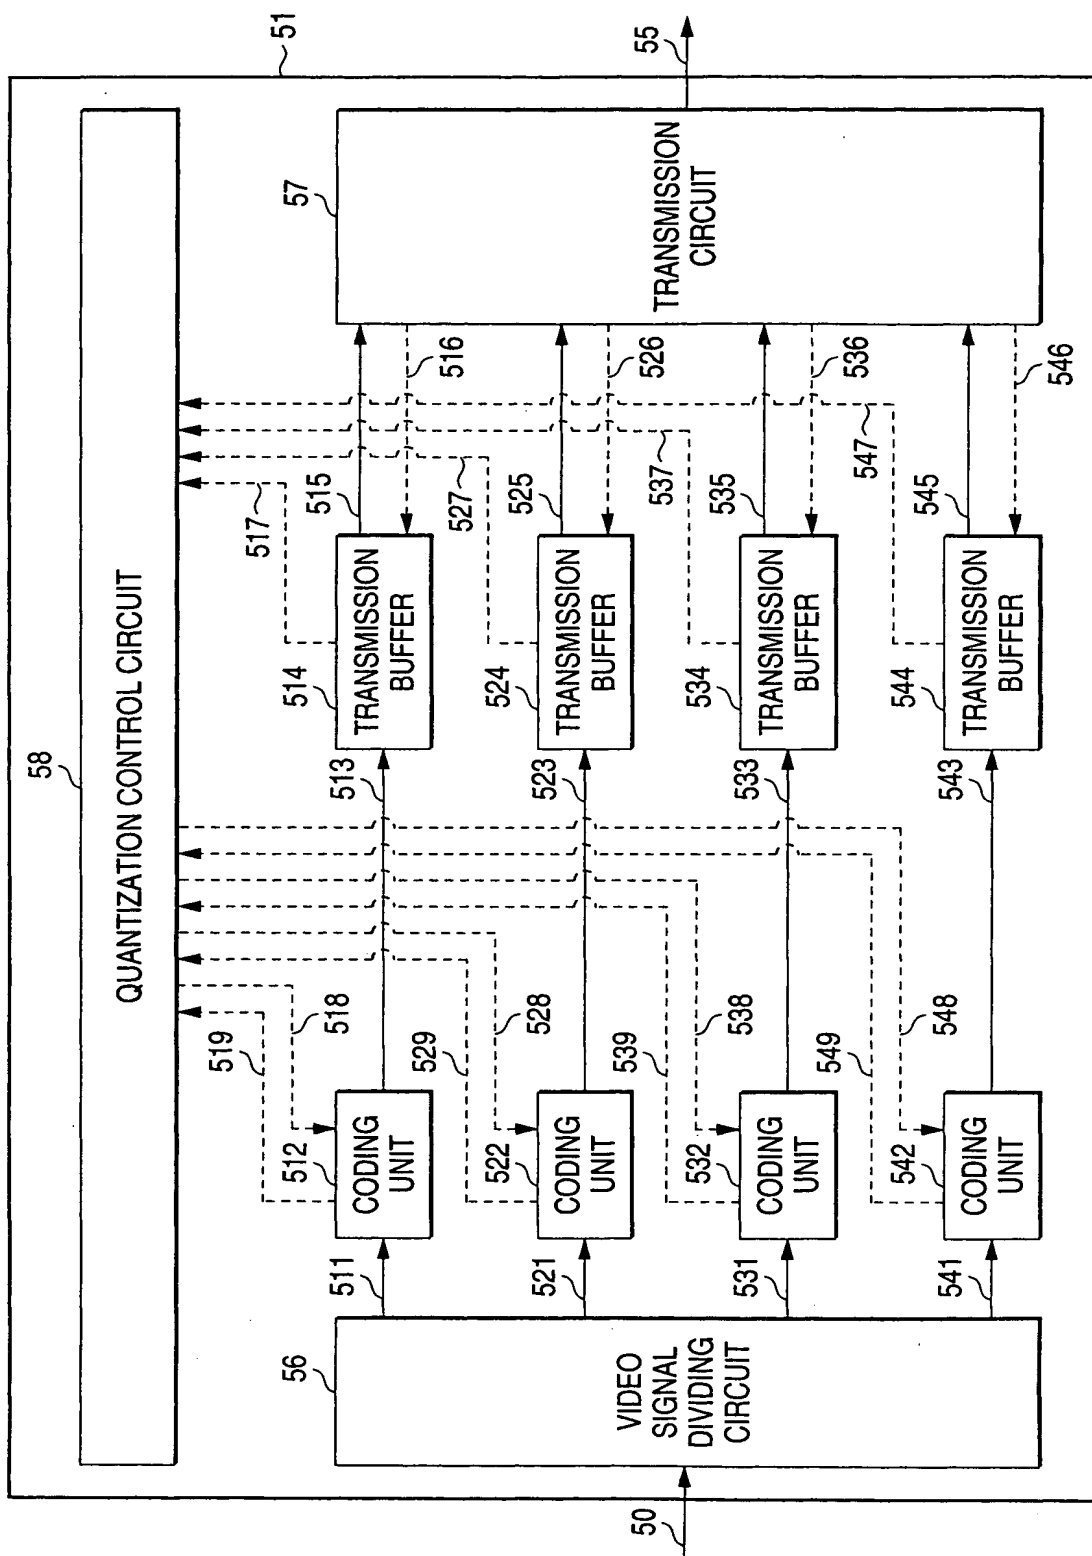 51
58
QUANTIZATION CONTROL CIRCUIT
519
518
529
528
539
538
549
548
517
527
537
547
50
56
VIDEO
SIGNAL
DIVIDING
CIRCUIT
511
512
CODING
UNIT
513
514
TRANSMISSION
BUFFER
515
516
521
522
CODING
UNIT
523
524
TRANSMISSION
BUFFER
525
526
531
532
CODING
UNIT
533
534
TRANSMISSION
BUFFER
535
536
541
542
CODING
UNIT
543
544
TRANSMISSION
BUFFER
545
546
57
TRANSMISSION
CIRCUIT
55